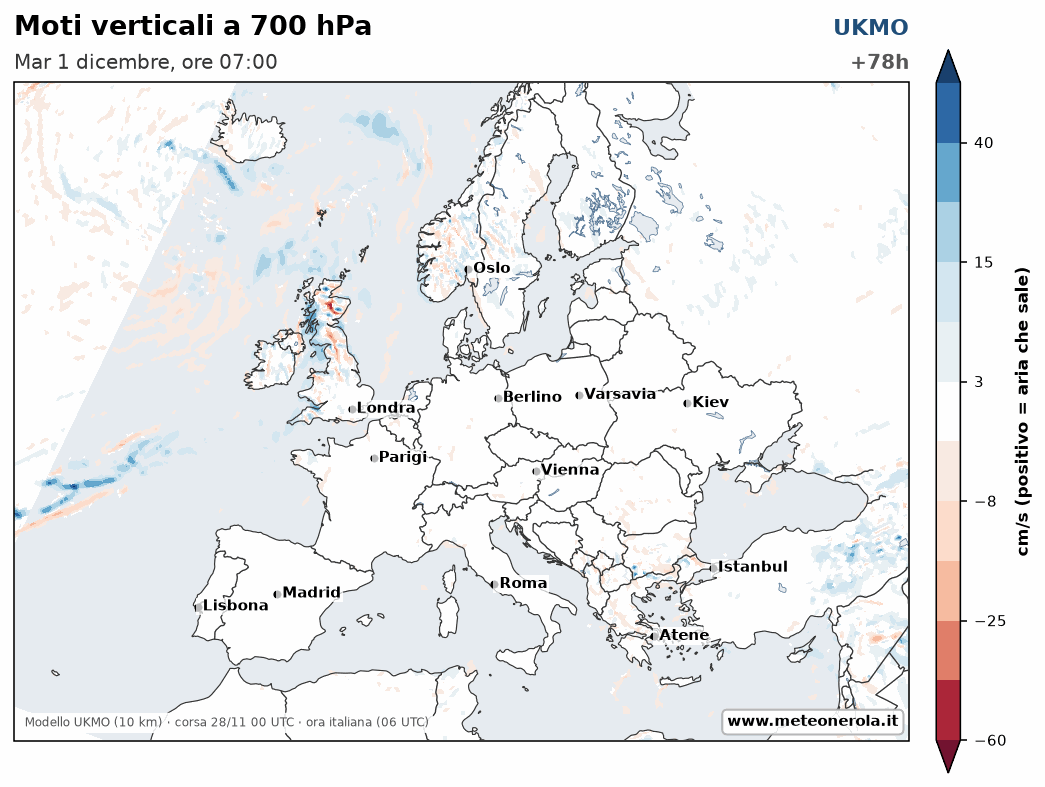 Moti verticali a 700 hPa
UKMO
Mar 1 dicembre, ore 07:00
+78h
40
15
3
−8
−25
−60
cm/s (positivo = aria che sale)
Oslo
Londra
Berlino
Varsavia
Kiev
Parigi
Vienna
Istanbul
Roma
Madrid
Lisbona
Atene
Modello UKMO (10 km) · corsa 28/11 00 UTC · ora italiana (06 UTC)
www.meteonerola.it